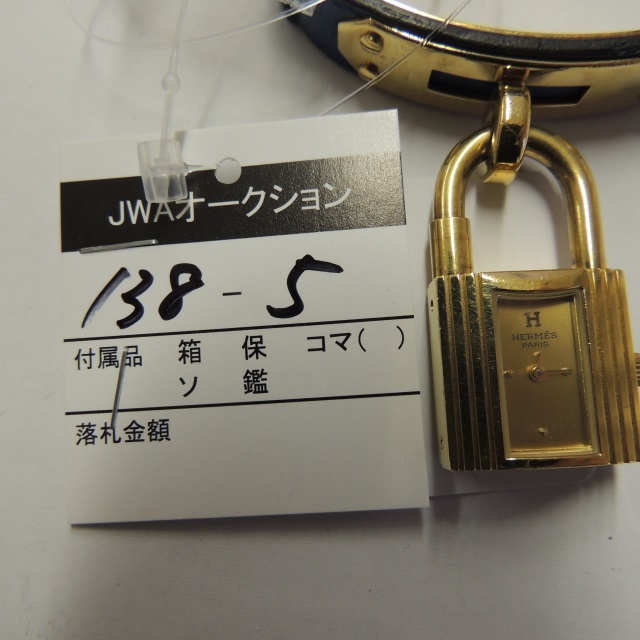 JWAオークション
138-5
付属品 箱 保 コマ( )
ソ 鑑
落札金額
H
HERMES
PARIS